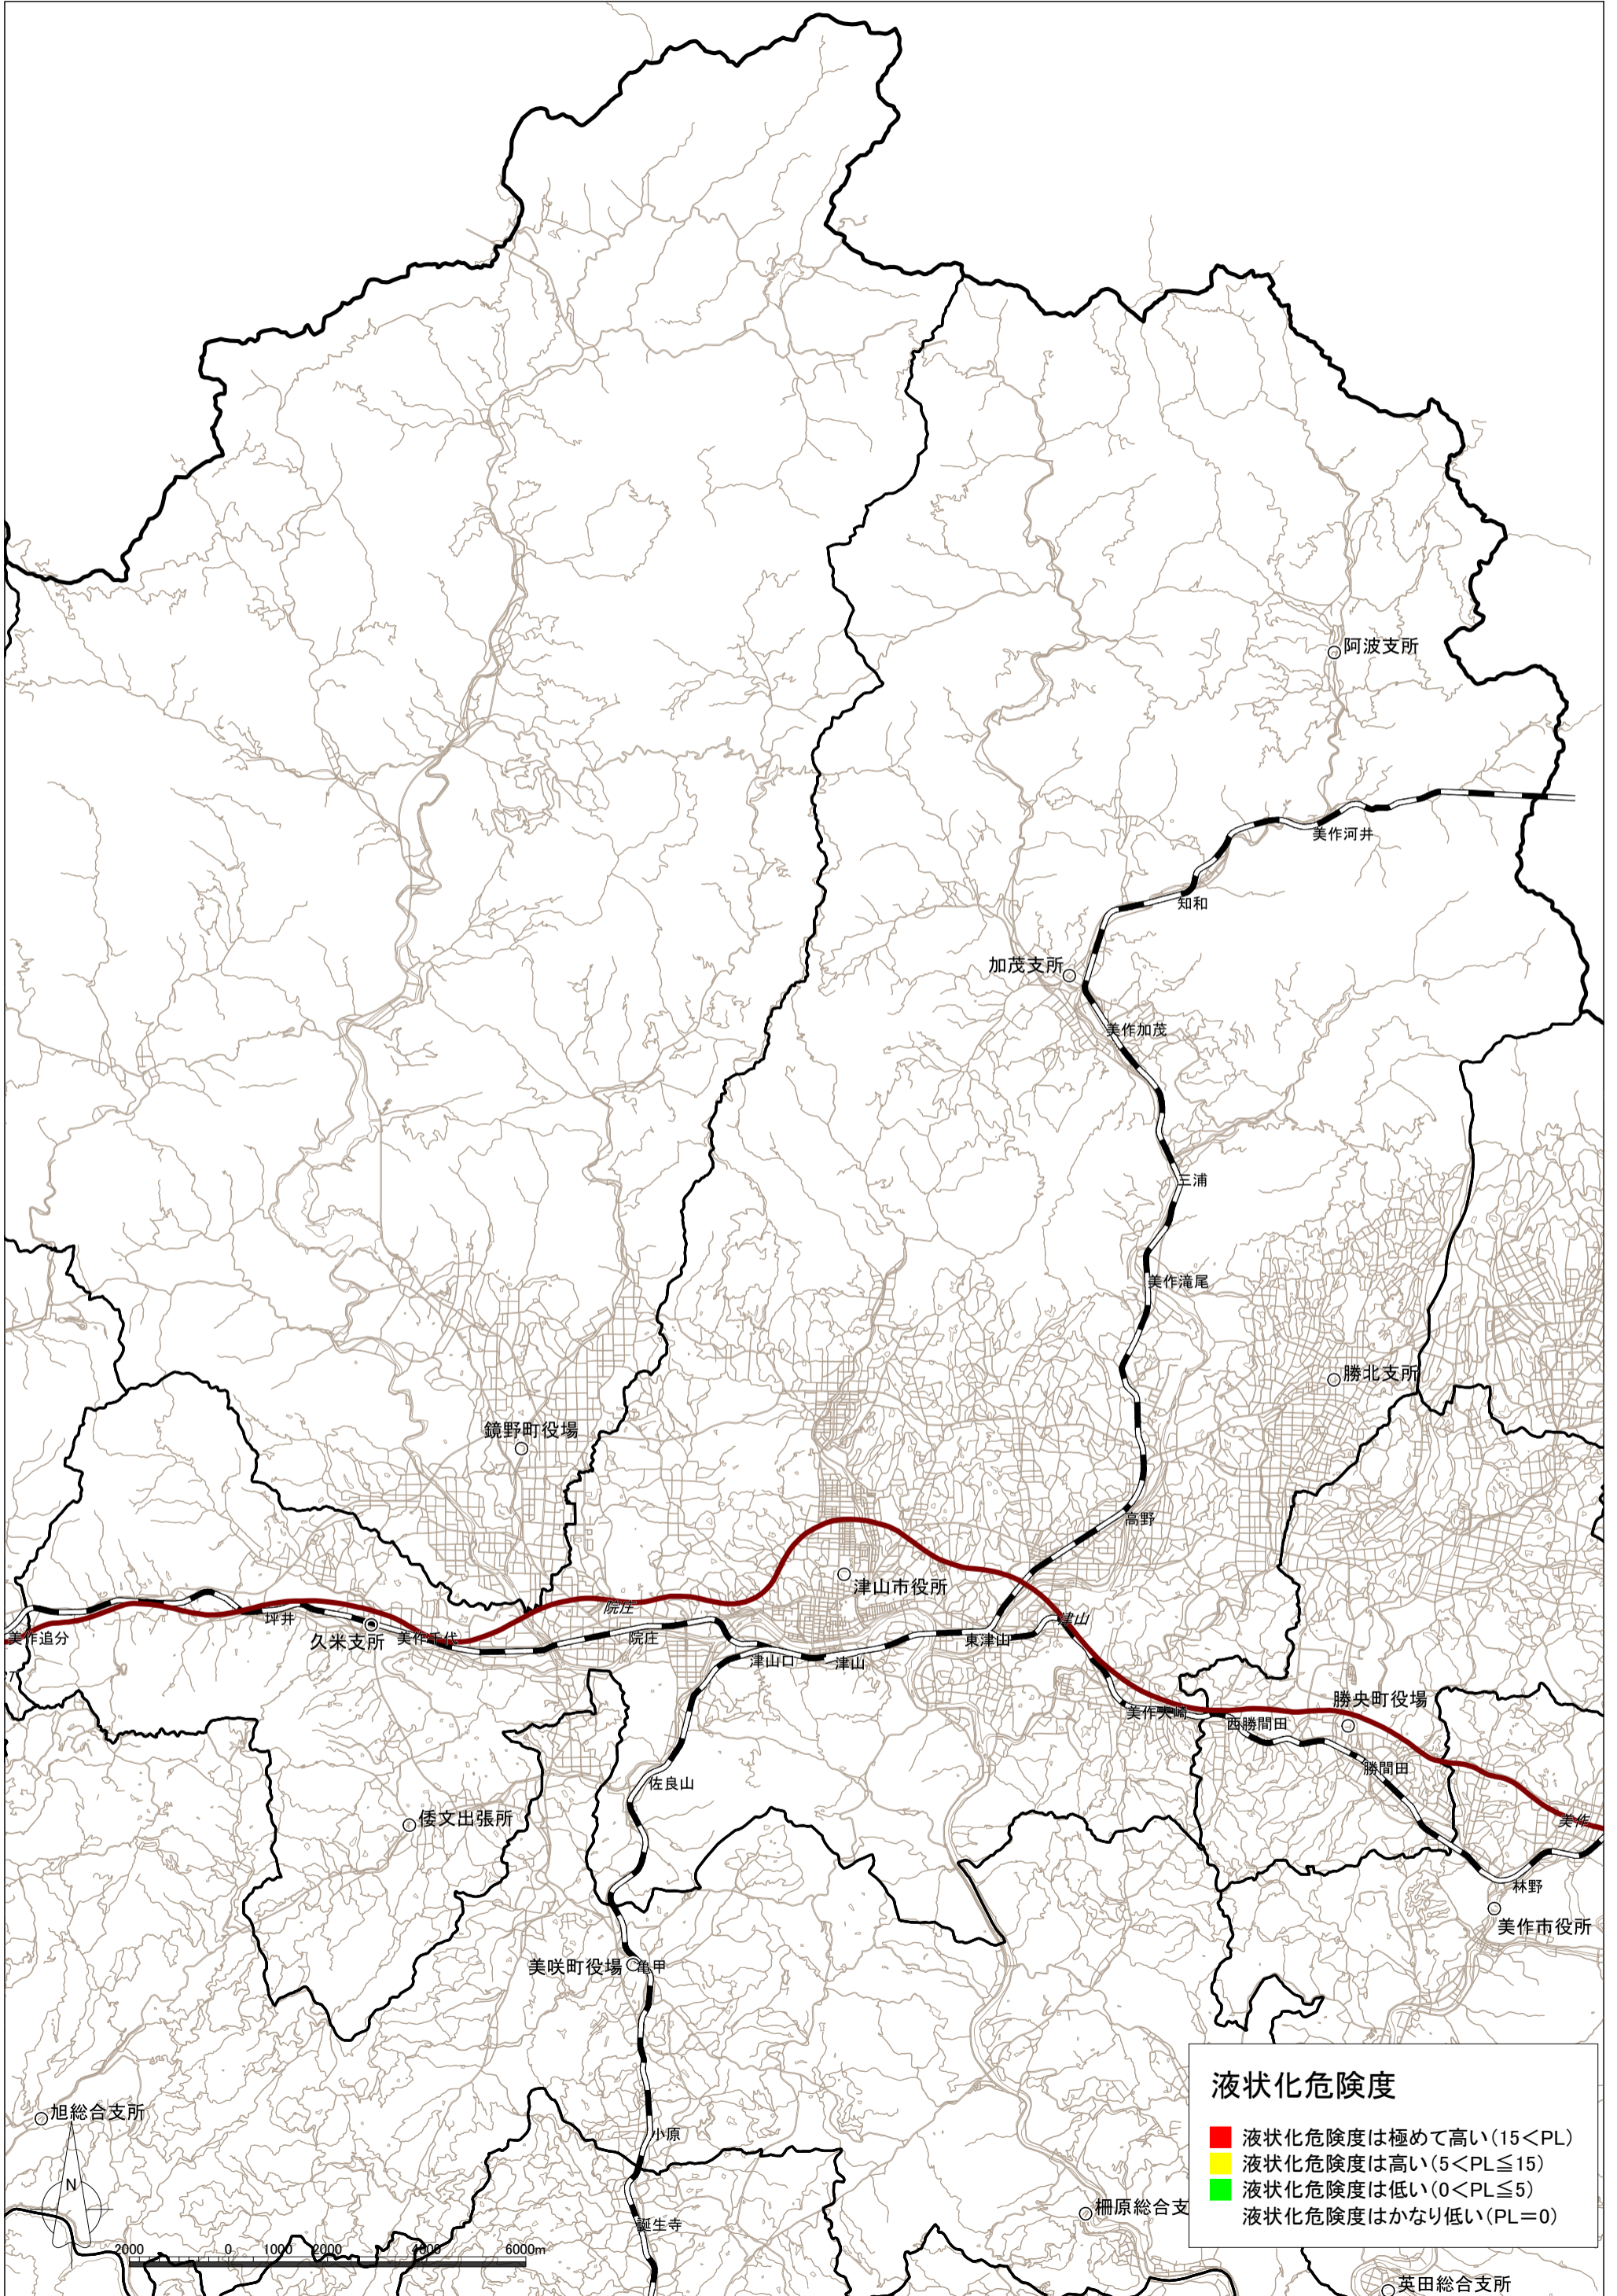 阿波支所
美作河井
知和
加茂支所
美作加茂
三浦
美作滝尾
勝北支所
鏡野町役場
高野
津山市役所
院庄
坪井
久米支所
美作千代
美作追分
院庄
津山口
津山
東津山
津山
美作大崎
西勝間田
勝央町役場
勝間田
美作
佐良山
倭文出張所
林野
美作市役所
美咲町役場
亀甲
旭総合支所
小原
N
誕生寺
柵原総合支
2000 0 1000 2000 4000 6000m
英田総合支所
液状化危険度
液状化危険度は極めて高い(15<PL)
液状化危険度は高い(5<PL≦15)
液状化危険度は低い(0<PL≦5)
液状化危険度はかなり低い(PL=0)